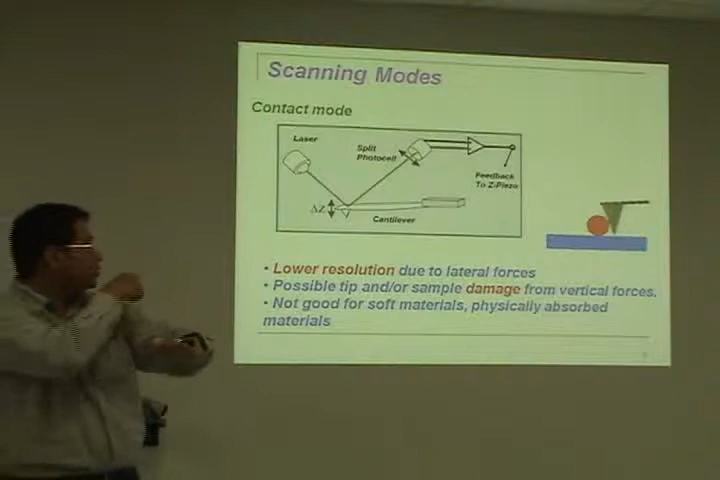 Scanning Modes
Contact mode
Laser
Split
Photocell
Feedback
To Z-Piezo
ΔZ
Cantilever
• Lower resolution due to lateral forces
• Possible tip and/or sample damage from vertical forces.
• Not good for soft materials, physically absorbed
materials